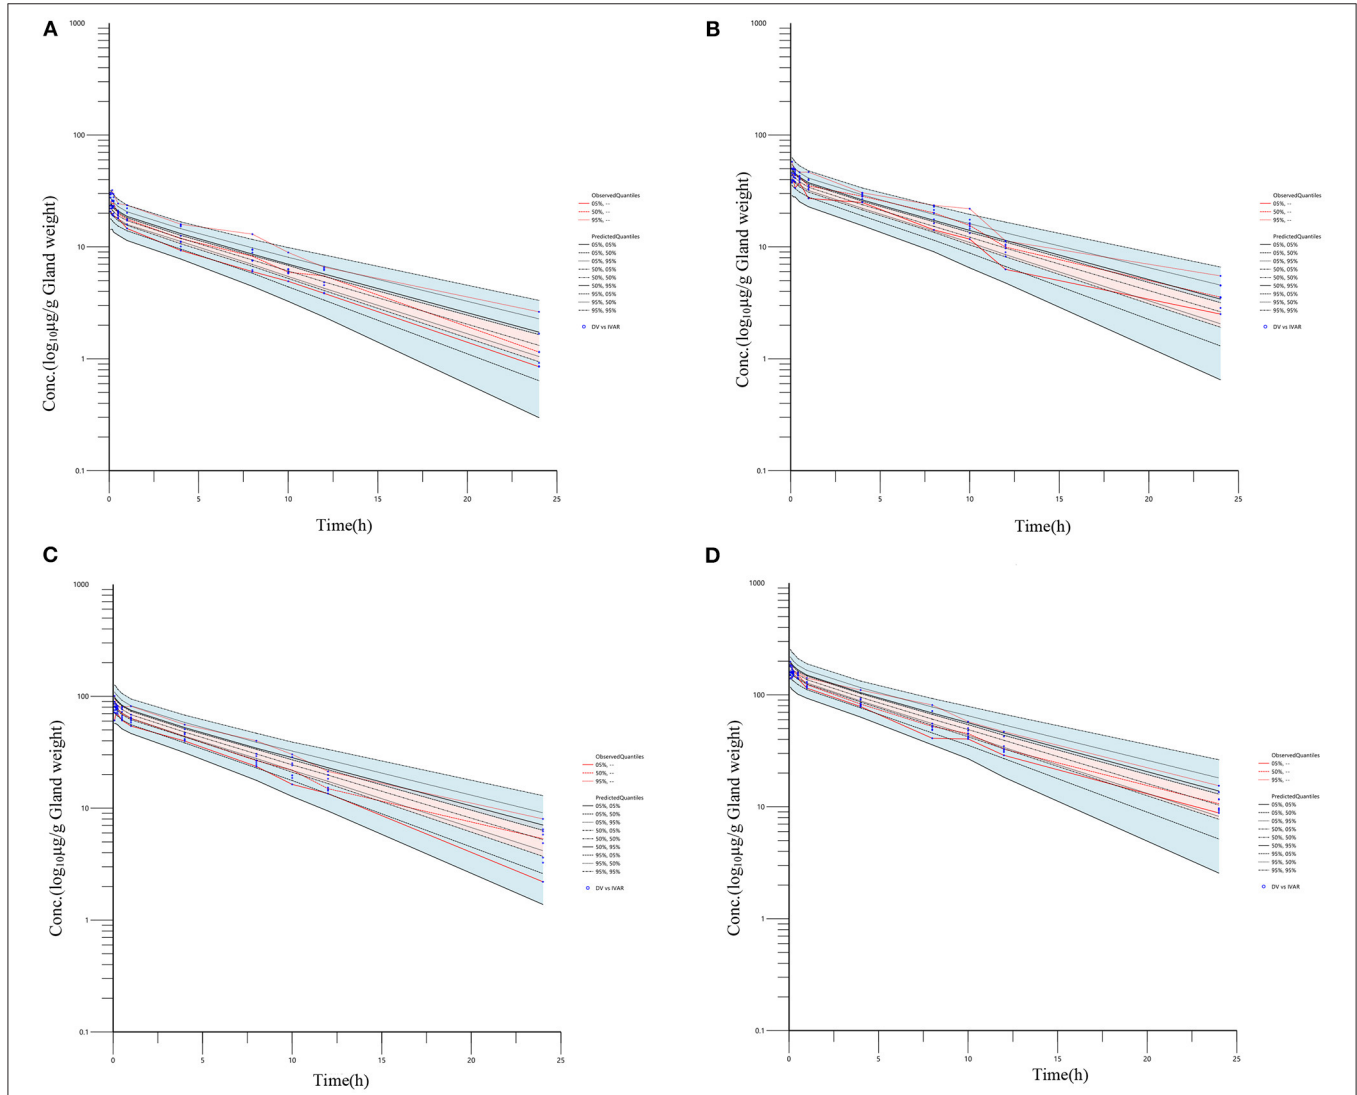 A
1000
100
10
1
0.1
Conc.(log₁₀µg/g Gland weight)
0 5 10 15 20 25
Time(h)
ObservedQuantiles
05%, --
50%, --
95%, --
PredictedQuantiles
05%, 05%
05%, 50%
05%, 95%
50%, 05%
50%, 50%
50%, 95%
95%, 05%
95%, 50%
95%, 95%
DV vs IVAR
B
1000
100
10
1
0.1
Conc.(log₁₀µg/g Gland weight)
0 5 10 15 20 25
Time(h)
ObservedQuantiles
05%, --
50%, --
95%, --
PredictedQuantiles
05%, 05%
05%, 50%
05%, 95%
50%, 05%
50%, 50%
50%, 95%
95%, 05%
95%, 50%
95%, 95%
DV vs IVAR
C
1000
100
10
1
0.1
Conc.(log₁₀µg/g Gland weight)
0 5 10 15 20 25
Time(h)
ObservedQuantiles
05%, --
50%, --
95%, --
PredictedQuantiles
05%, 05%
05%, 50%
05%, 95%
50%, 05%
50%, 50%
50%, 95%
95%, 05%
95%, 50%
95%, 95%
DV vs IVAR
D
1000
100
10
1
0.1
Conc.(log₁₀µg/g Gland weight)
0 5 10 15 20 25
Time(h)
ObservedQuantiles
05%, --
50%, --
95%, --
PredictedQuantiles
05%, 05%
05%, 50%
05%, 95%
50%, 05%
50%, 50%
50%, 95%
95%, 05%
95%, 50%
95%, 95%
DV vs IVAR